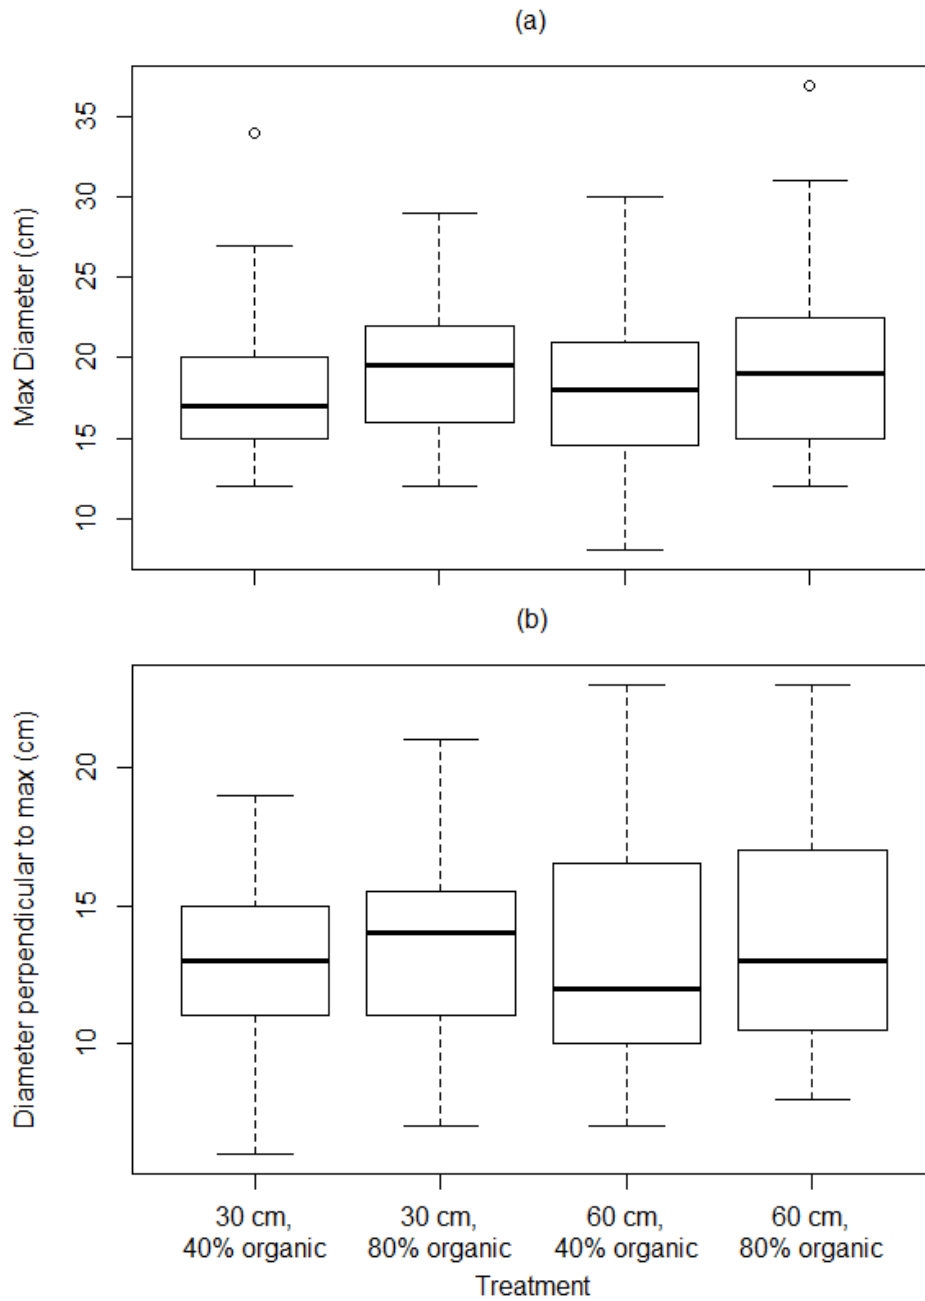 (a)
Max Diameter (cm)
35
30
25
20
15
10
(b)
Diameter perpendicular to max (cm)
20
15
10
30 cm,
40% organic
30 cm,
80% organic
60 cm,
40% organic
60 cm,
80% organic
Treatment